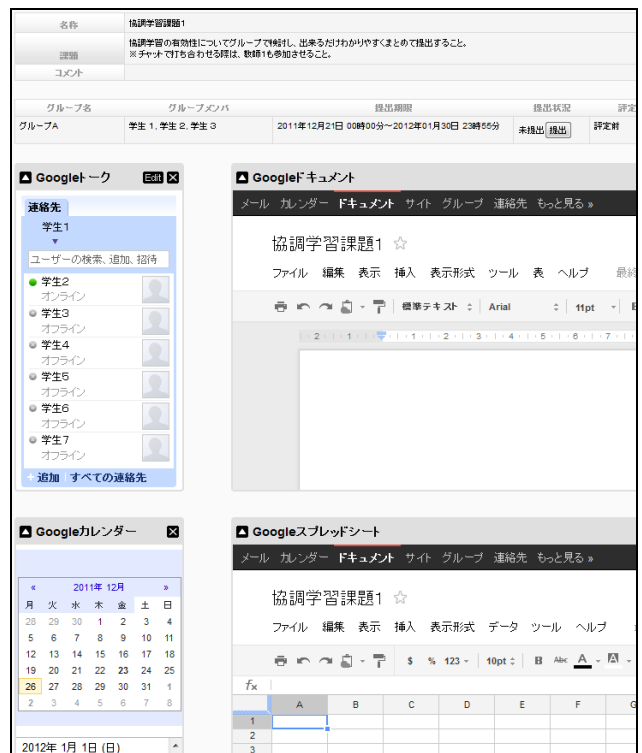 名称 協調学習課題1
課題 協調学習の有効性についてグループで検討し、出来るだけわかりやすくまとめて提出すること。
※チャットで打ち合わせる際は、教師1も参加させること。
コメント
グループ名 グループメンバ 提出期限 提出状況 評定
グループA 学生1, 学生2, 学生3 2011年12月21日 00時00分~2012年01月30日 23時55分 未提出 提出 評定前
Googleトーク Edit
連絡先
学生1
ユーザーの検索、追加、招待
学生2
オンライン
学生3
オフライン
学生4
オフライン
学生5
オフライン
学生6
オフライン
学生7
オフライン
+ 追加 すべての連絡先
Googleドキュメント
メール カレンダー ドキュメント サイト グループ 連絡先 もっと見る »
協調学習課題1 ☆
ファイル 編集 表示 挿入 表示形式 ツール 表 ヘルプ 最終
標準テキスト Arial 11pt
2 1 1 2 3 4 5 6 7
Googleカレンダー
« 2011年 12月 »
月 火 水 木 金 土 日
28 29 30 1 2 3 4
5 6 7 8 9 10 11
12 13 14 15 16 17 18
19 20 21 22 23 24 25
26 27 28 29 30 31 1
2 3 4 5 6 7 8
2012年 1月 1日 (日)
Googleスプレッドシート
メール カレンダー ドキュメント サイト グループ 連絡先 もっと見る »
協調学習課題1 ☆
ファイル 編集 表示 挿入 表示形式 データ ツール ヘルプ
$ % 123 10pt B Abc A
fx
A B C D E F G
1
2
3